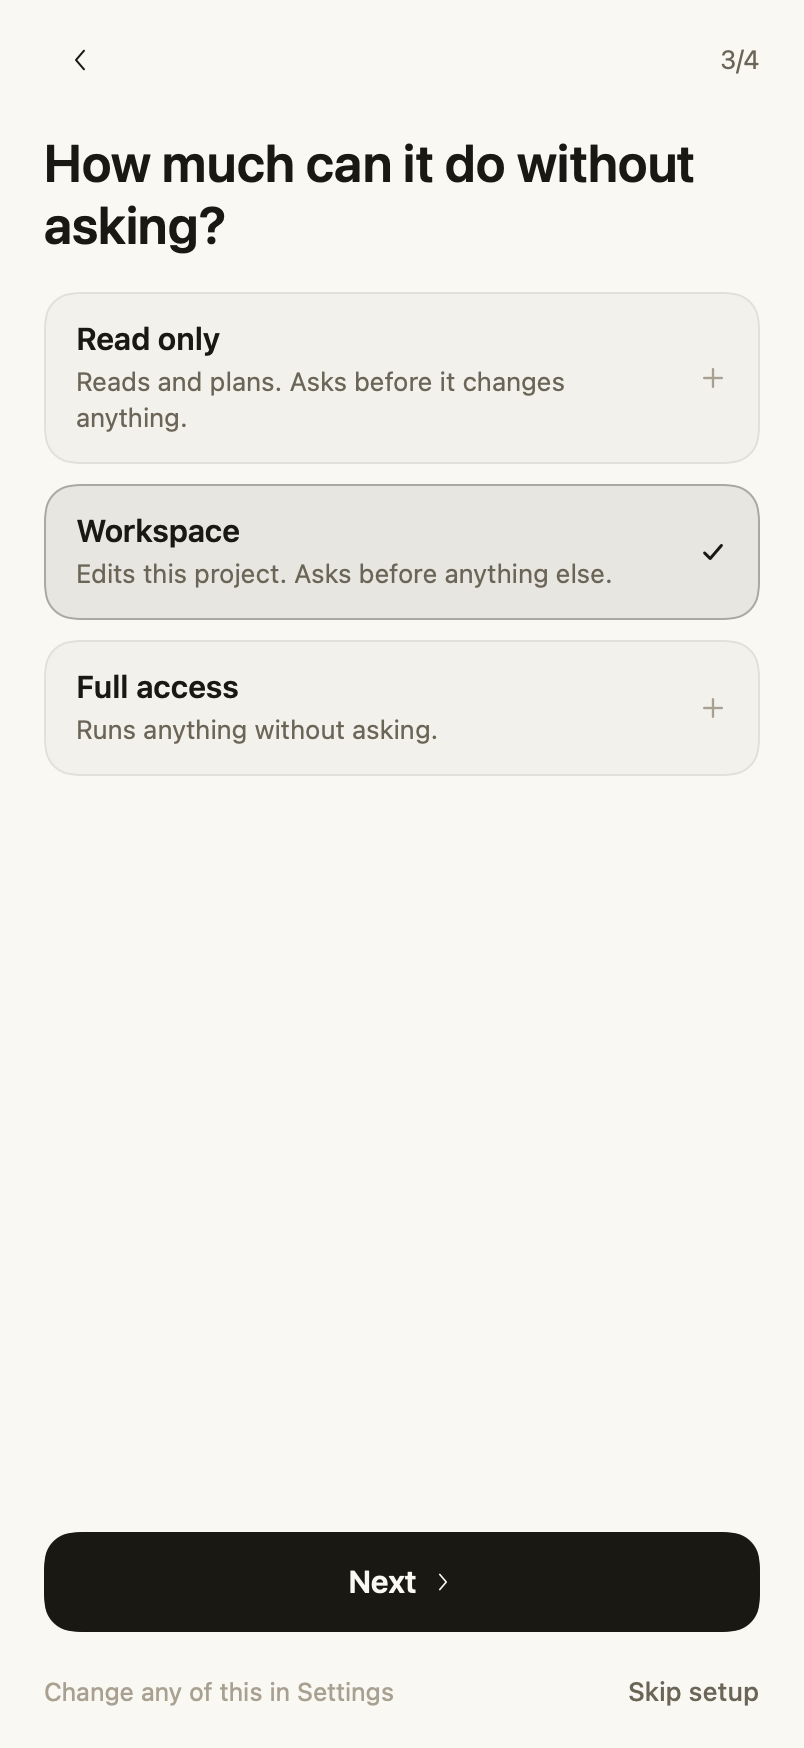 3/4
How much can it do without
asking?
Read only
Reads and plans. Asks before it changes
anything.
Workspace
Edits this project. Asks before anything else.
Full access
Runs anything without asking.
Next
Change any of this in Settings
Skip setup